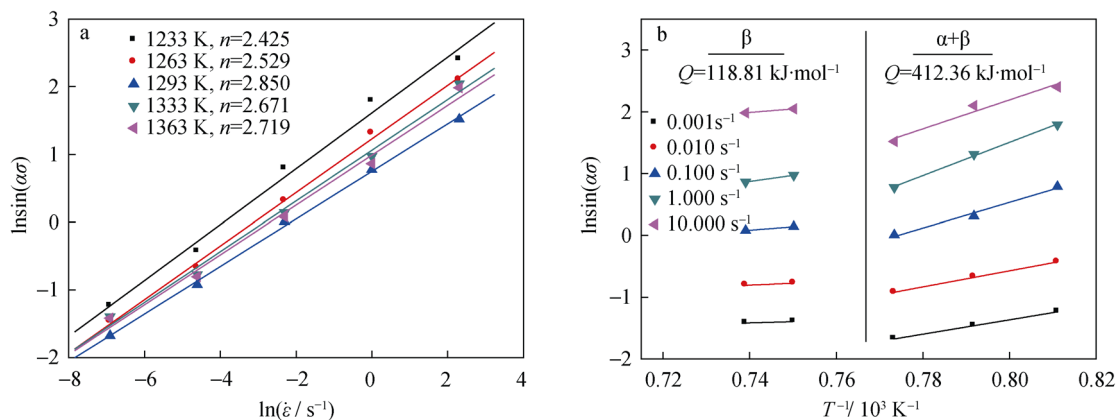 a
1233 K, n=2.425
1263 K, n=2.529
1293 K, n=2.850
1333 K, n=2.671
1363 K, n=2.719
lnsin(ασ)
3
2
1
0
−1
−2
−8
−6
−4
−2
0
2
4
ln(ε̇ / s⁻¹)
b
β
Q=118.81 kJ·mol⁻¹
α+β
Q=412.36 kJ·mol⁻¹
0.001s⁻¹
0.010 s⁻¹
0.100 s⁻¹
1.000 s⁻¹
10.000 s⁻¹
lnsin(ασ)
3
2
1
0
−1
−2
0.72
0.74
0.76
0.78
0.80
0.82
T⁻¹/ 10³ K⁻¹